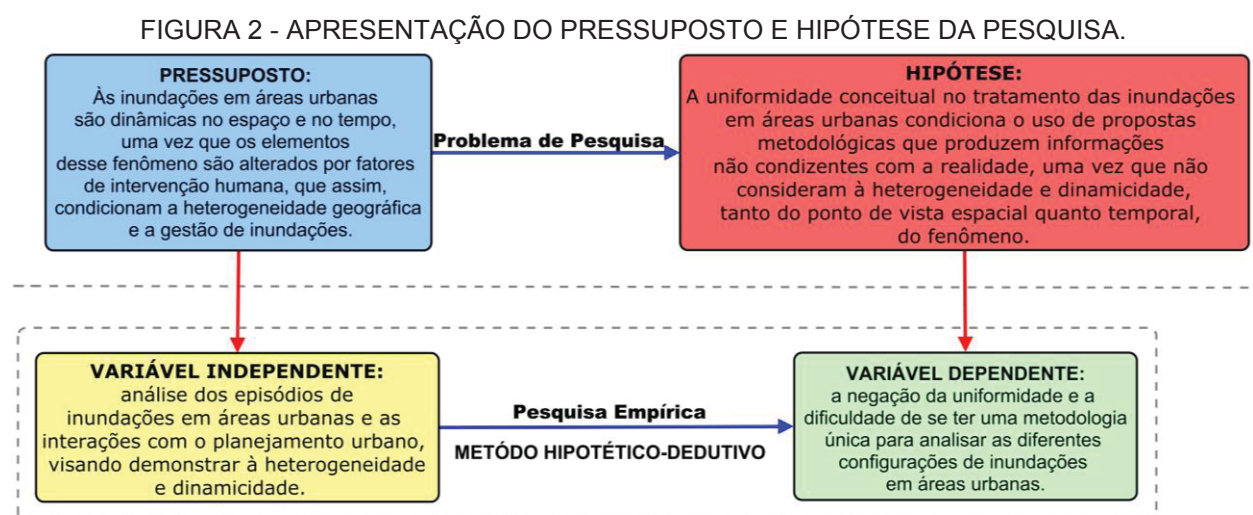 FIGURA 2 - APRESENTAÇÃO DO PRESSUPOSTO E HIPÓTESE DA PESQUISA.
PRESSUPOSTO:
Às inundações em áreas urbanas
são dinâmicas no espaço e no tempo,
uma vez que os elementos
desse fenômeno são alterados por fatores
de intervenção humana, que assim,
condicionam a heterogeneidade geográfica
e a gestão de inundações.
Problema de Pesquisa
HIPÓTESE:
A uniformidade conceitual no tratamento das inundações
em áreas urbanas condiciona o uso de propostas
metodológicas que produzem informações
não condizentes com a realidade, uma vez que não
consideram à heterogeneidade e dinamicidade,
tanto do ponto de vista espacial quanto temporal,
do fenômeno.
VARIÁVEL INDEPENDENTE:
análise dos episódios de
inundações em áreas urbanas e as
interações com o planejamento urbano,
visando demonstrar à heterogeneidade
e dinamicidade.
Pesquisa Empírica
METÓDO HIPOTÉTICO-DEDUTIVO
VARIÁVEL DEPENDENTE:
a negação da uniformidade e a
dificuldade de se ter uma metodologia
única para analisar as diferentes
configurações de inundações
em áreas urbanas.